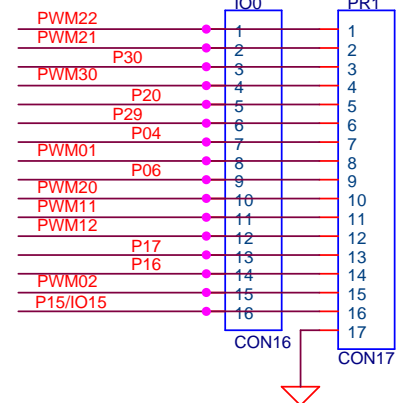 IO0 PR1
PWM22 1 1
PWM21 2 2
P30 3 3
PWM30 4 4
P20 5 5
P29 6 6
P04 7 7
PWM01 8 8
P06 9 9
PWM20 10 10
PWM11 11 11
PWM12 12 12
P17 13 13
P16 14 14
PWM02 15 15
P15/IO15 16 16
17
CON16
CON17